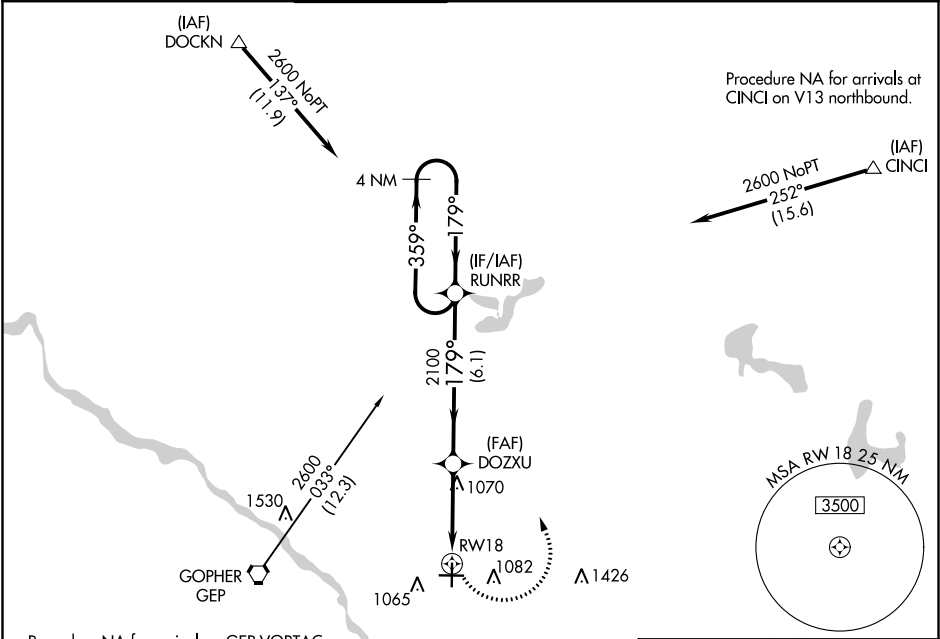 (IAF)
DOCKN
2600 NoPT
137°
(11.9)
Procedure NA for arrivals at
CINCI on V13 northbound.
(IAF)
CINCI
2600 NoPT
252°
(15.6)
4 NM
359°
179°
(IF/IAF)
RUNRR
2100
179°
(6.1)
(FAF)
DOZXU
1070
2600
033°
(12.3)
1530
GOPHER
GEP
RW18
1065
1082
1426
MSA RW 18 25 NM
3500